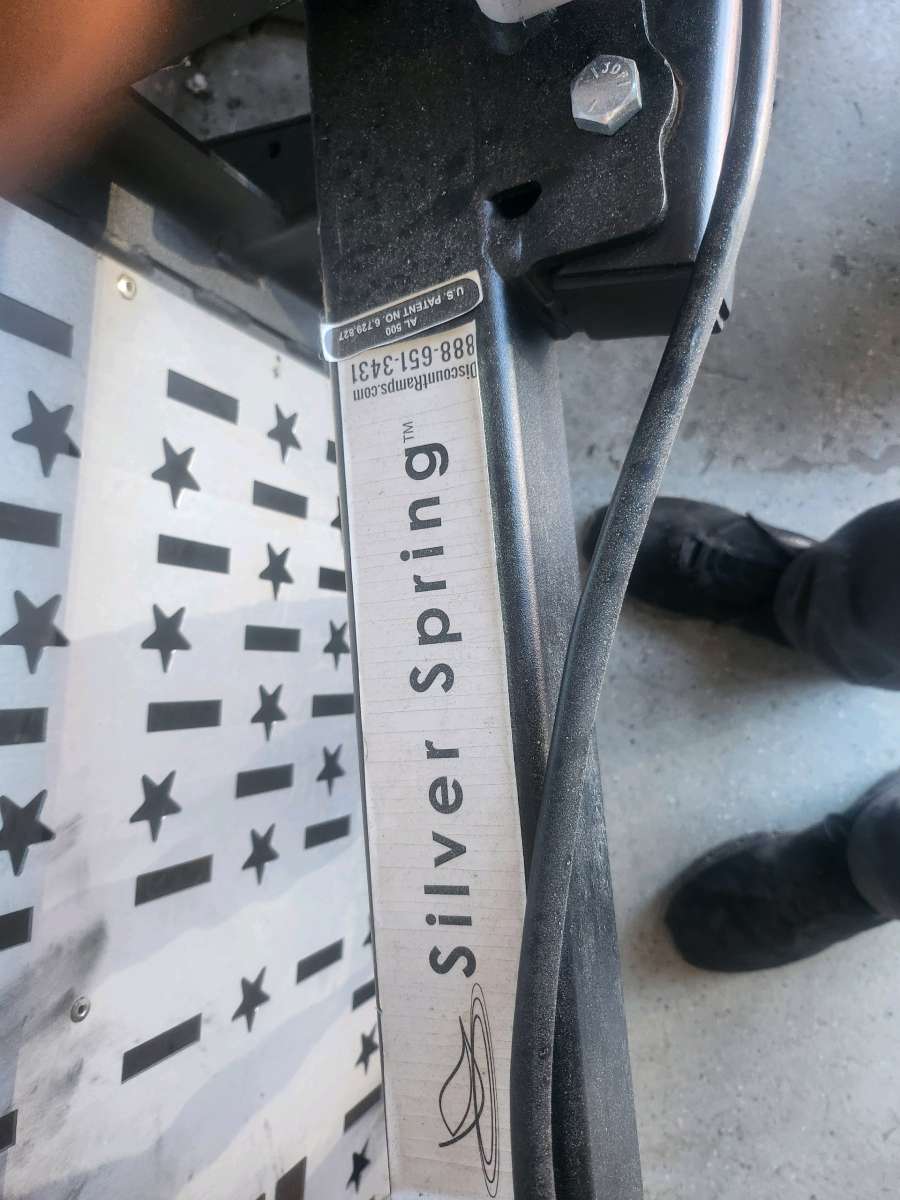 Silver Spring™
DiscountRamps.com
888-651-3431
AL 500
U.S. PATENT NO. 6,729,827